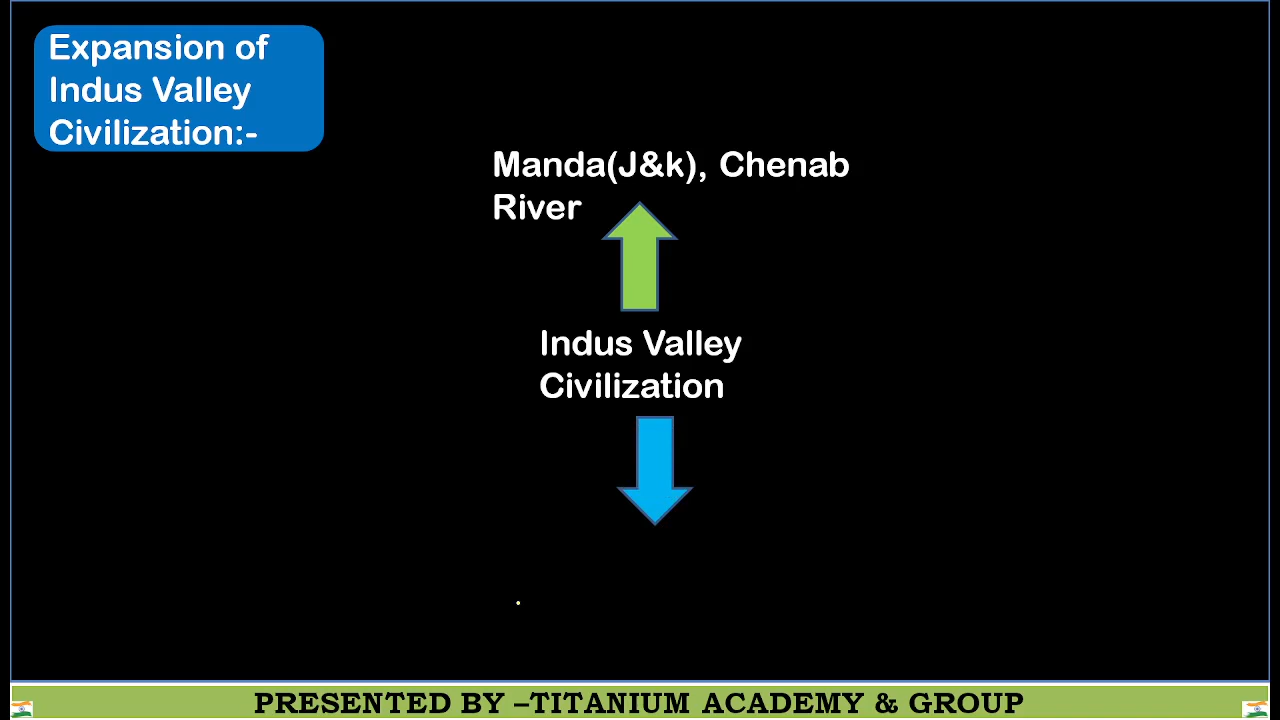 Expansion of
Indus Valley
Civilization:-
Manda(J&k), Chenab
River
Indus Valley
Civilization
PRESENTED BY –TITANIUM ACADEMY & GROUP